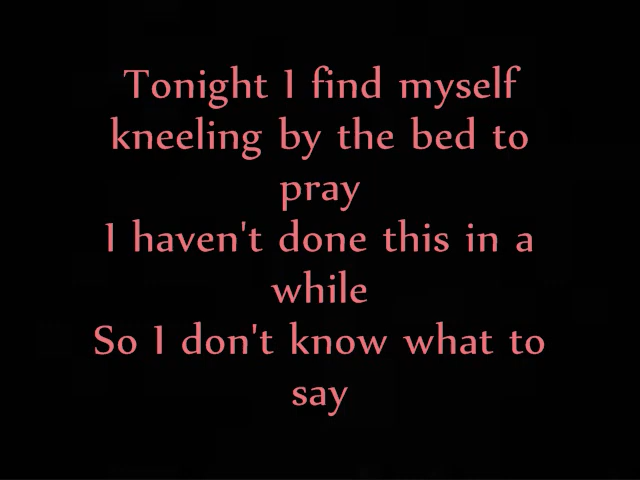 Tonight I find myself
kneeling by the bed to
pray
I haven't done this in a
while
So I don't know what to
say